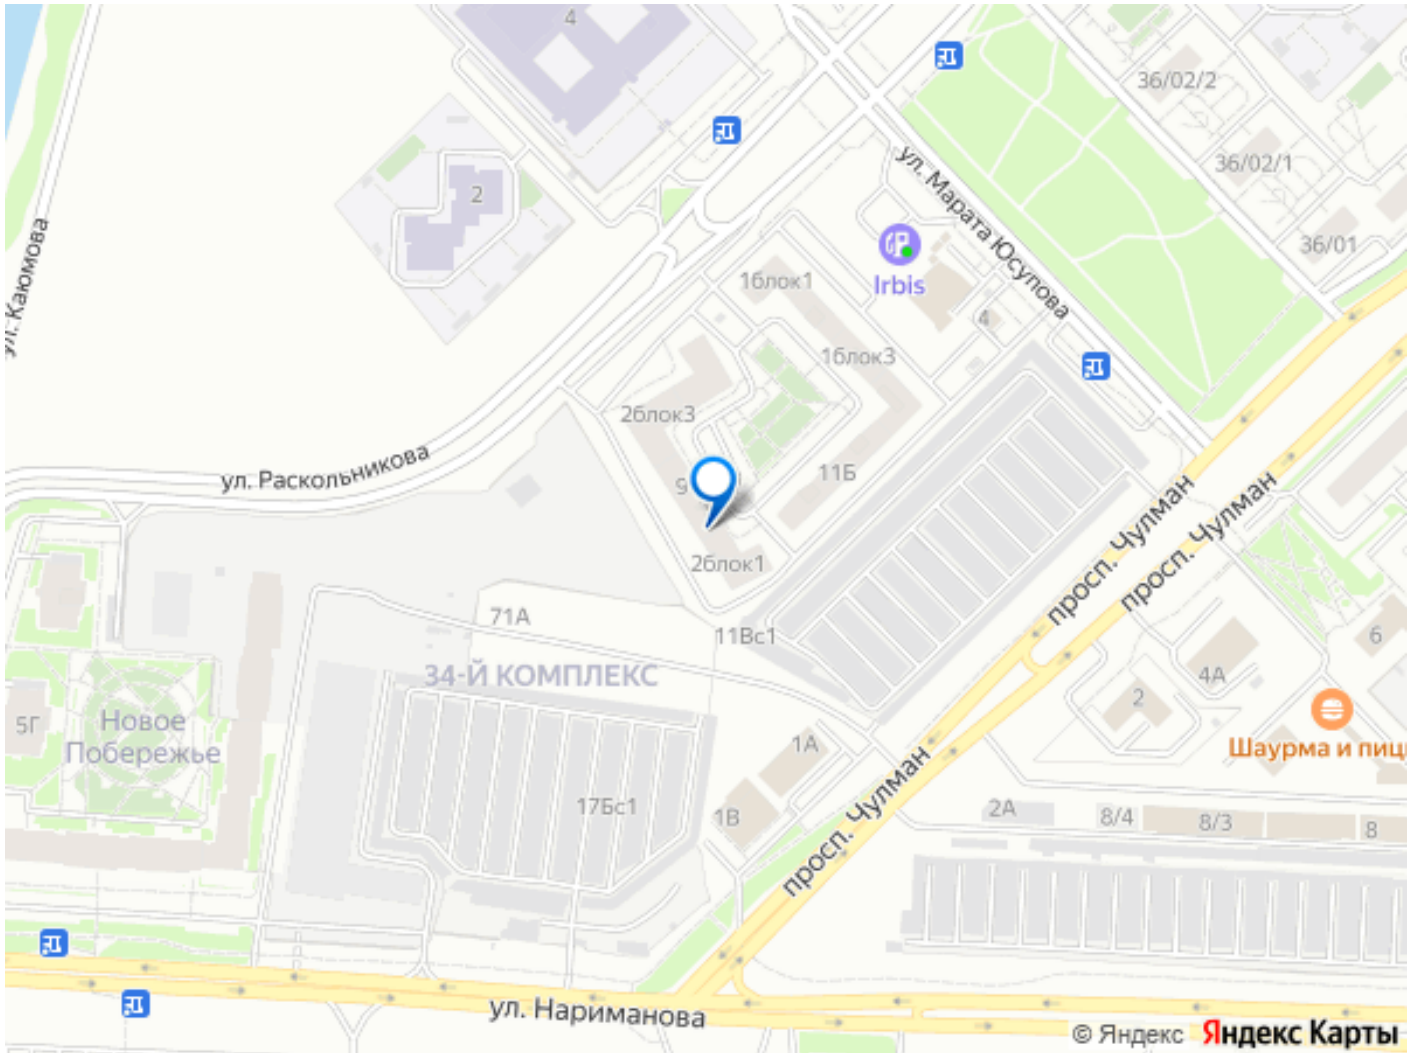 4
36/02/2
2
ул. Марата Юсупова
36/02/1
36/01
ул. Каюмова
Irbis
1блок1
4
1блок3
2блок3
ул. Раскольникова
9
11Б
2блок1
просп. Чулман
просп. Чулман
71А
11Вс1
6
34-Й КОМПЛЕКС
4А
2
5Г
Новое
Побережье
1А
Шаурма и пиц
просп. Чулман
17Бс1
1В
2А
8/4
8/3
8
ул. Нариманова
© Яндекс Яндекс Карты